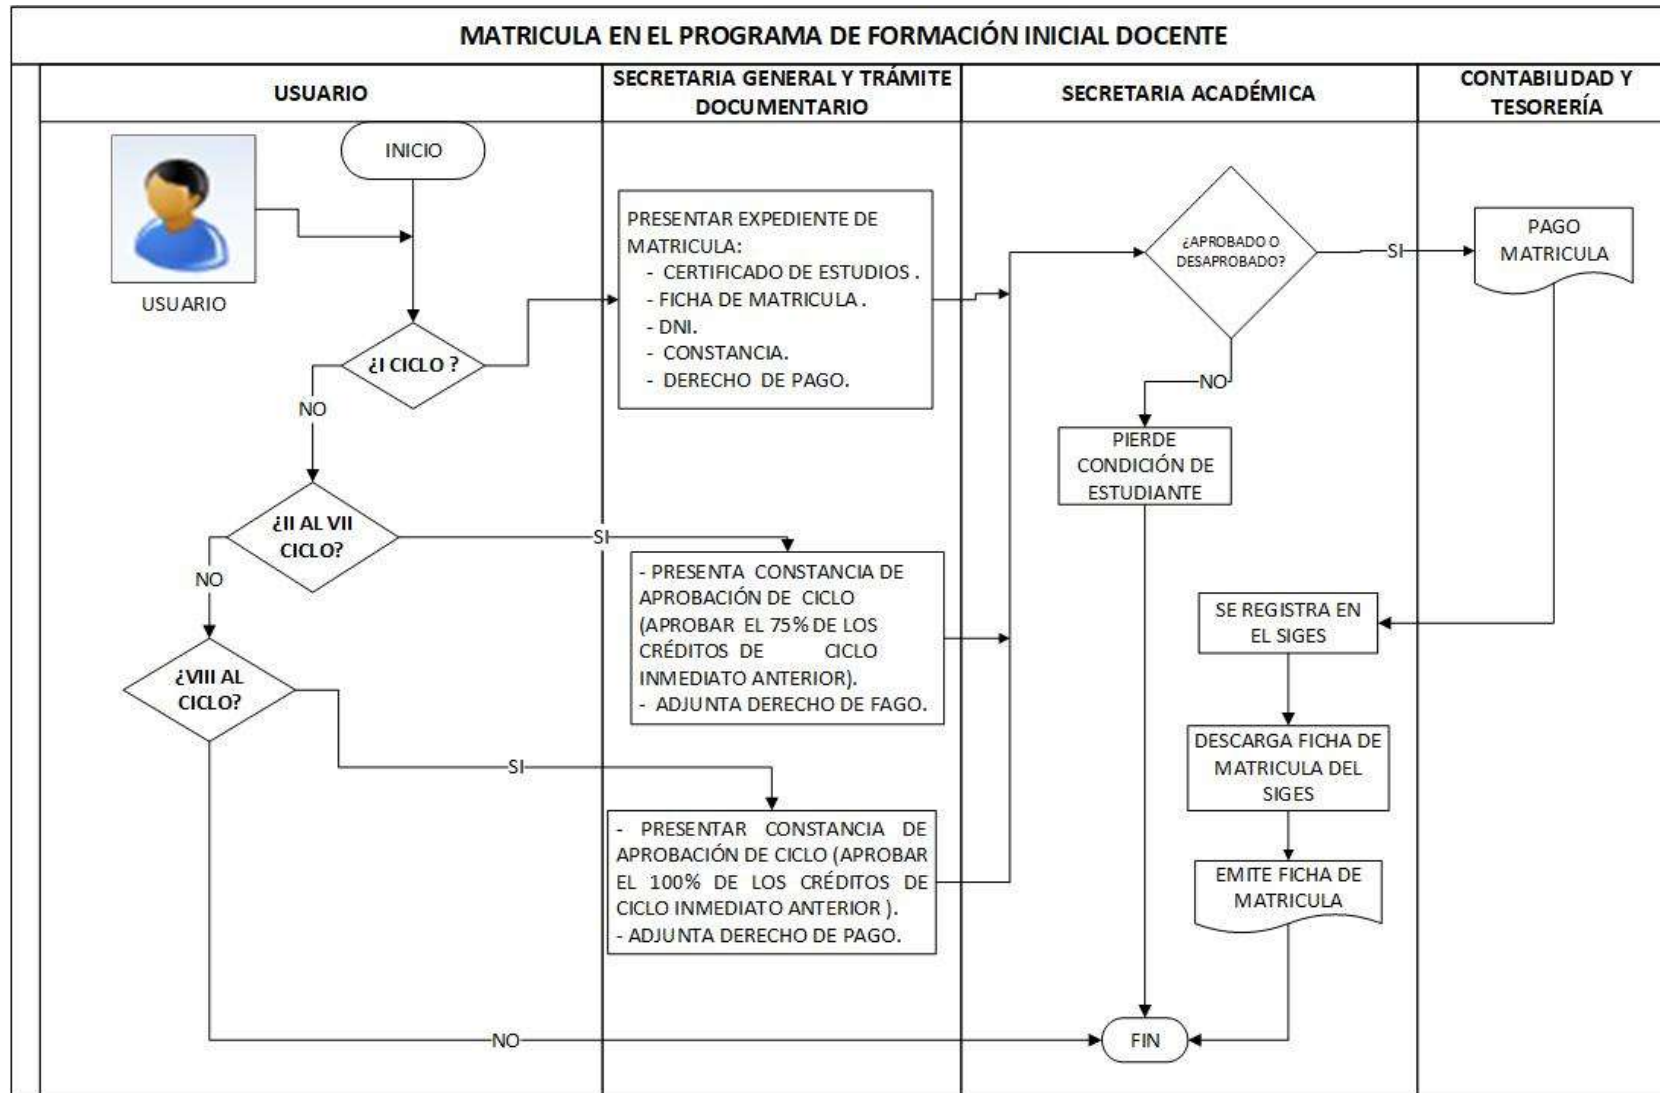 MATRICULA EN EL PROGRAMA DE FORMACIÓN INICIAL DOCENTE
USUARIO
SECRETARIA GENERAL Y TRÁMITE
DOCUMENTARIO
SECRETARIA ACADÉMICA
CONTABILIDAD Y
TESORERÍA
INICIO
USUARIO
¿I CICLO ?
NO
¿II AL VII
CICLO?
SI
NO
¿VIII AL
CICLO?
SI
NO
PRESENTAR EXPEDIENTE DE
MATRICULA:
- CERTIFICADO DE ESTUDIOS .
- FICHA DE MATRICULA .
- DNI.
- CONSTANCIA.
- DERECHO DE PAGO.
- PRESENTA CONSTANCIA DE
APROBACIÓN DE CICLO
(APROBAR EL 75% DE LOS
CRÉDITOS DE CICLO
INMEDIATO ANTERIOR).
- ADJUNTA DERECHO DE FAGO.
- PRESENTAR CONSTANCIA DE
APROBACIÓN DE CICLO (APROBAR
EL 100% DE LOS CRÉDITOS DE
CICLO INMEDIATO ANTERIOR ).
- ADJUNTA DERECHO DE PAGO.
¿APROBADO O
DESAPROBADO?
SI
NO
PIERDE
CONDICIÓN DE
ESTUDIANTE
PAGO
MATRICULA
SE REGISTRA EN
EL SIGES
DESCARGA FICHA DE
MATRICULA DEL
SIGES
EMITE FICHA DE
MATRICULA
FIN